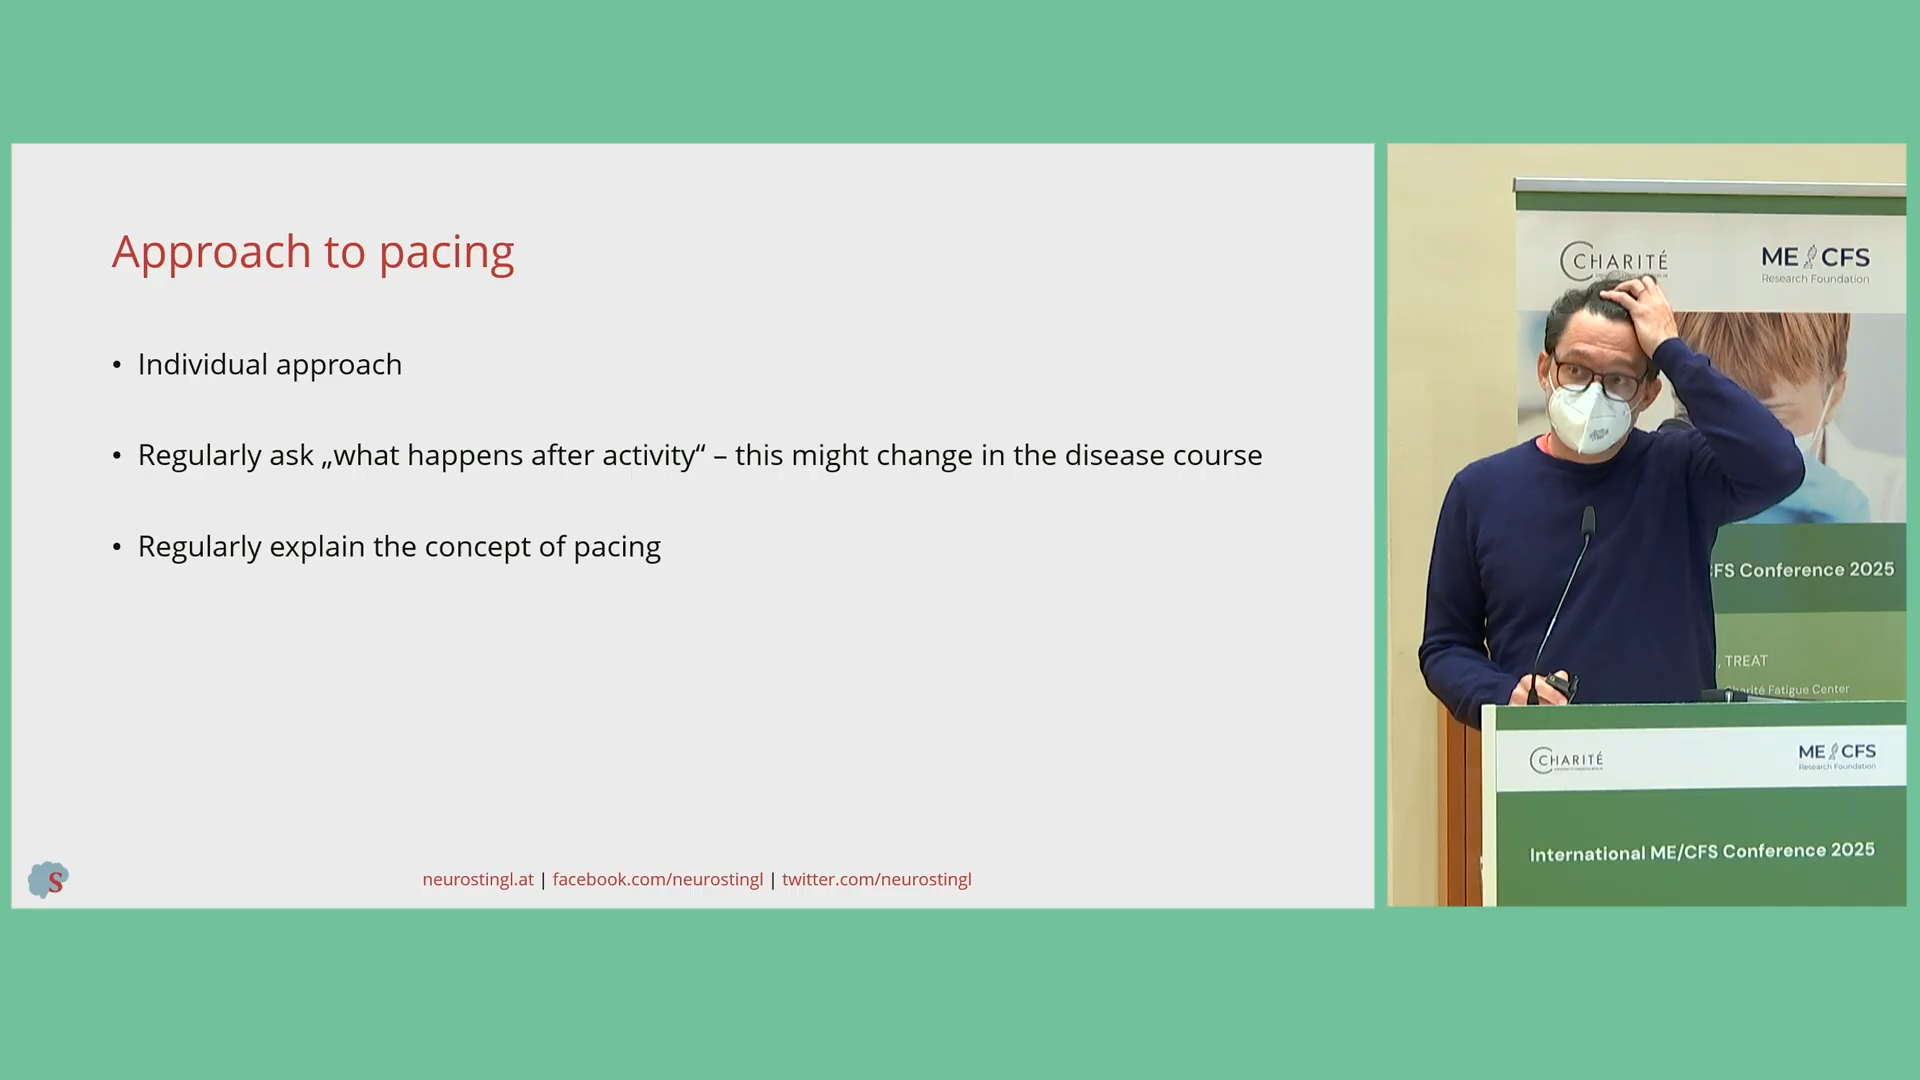 Approach to pacing
• Individual approach
• Regularly ask „what happens after activity“ – this might change in the disease course
• Regularly explain the concept of pacing
S
neurostingl.at | facebook.com/neurostingl | twitter.com/neurostingl
CHARITÉ
ME CFS
Research Foundation
CFS Conference 2025
, TREAT
Charité Fatigue Center
CHARITÉ
ME CFS
Research Foundation
International ME/CFS Conference 2025